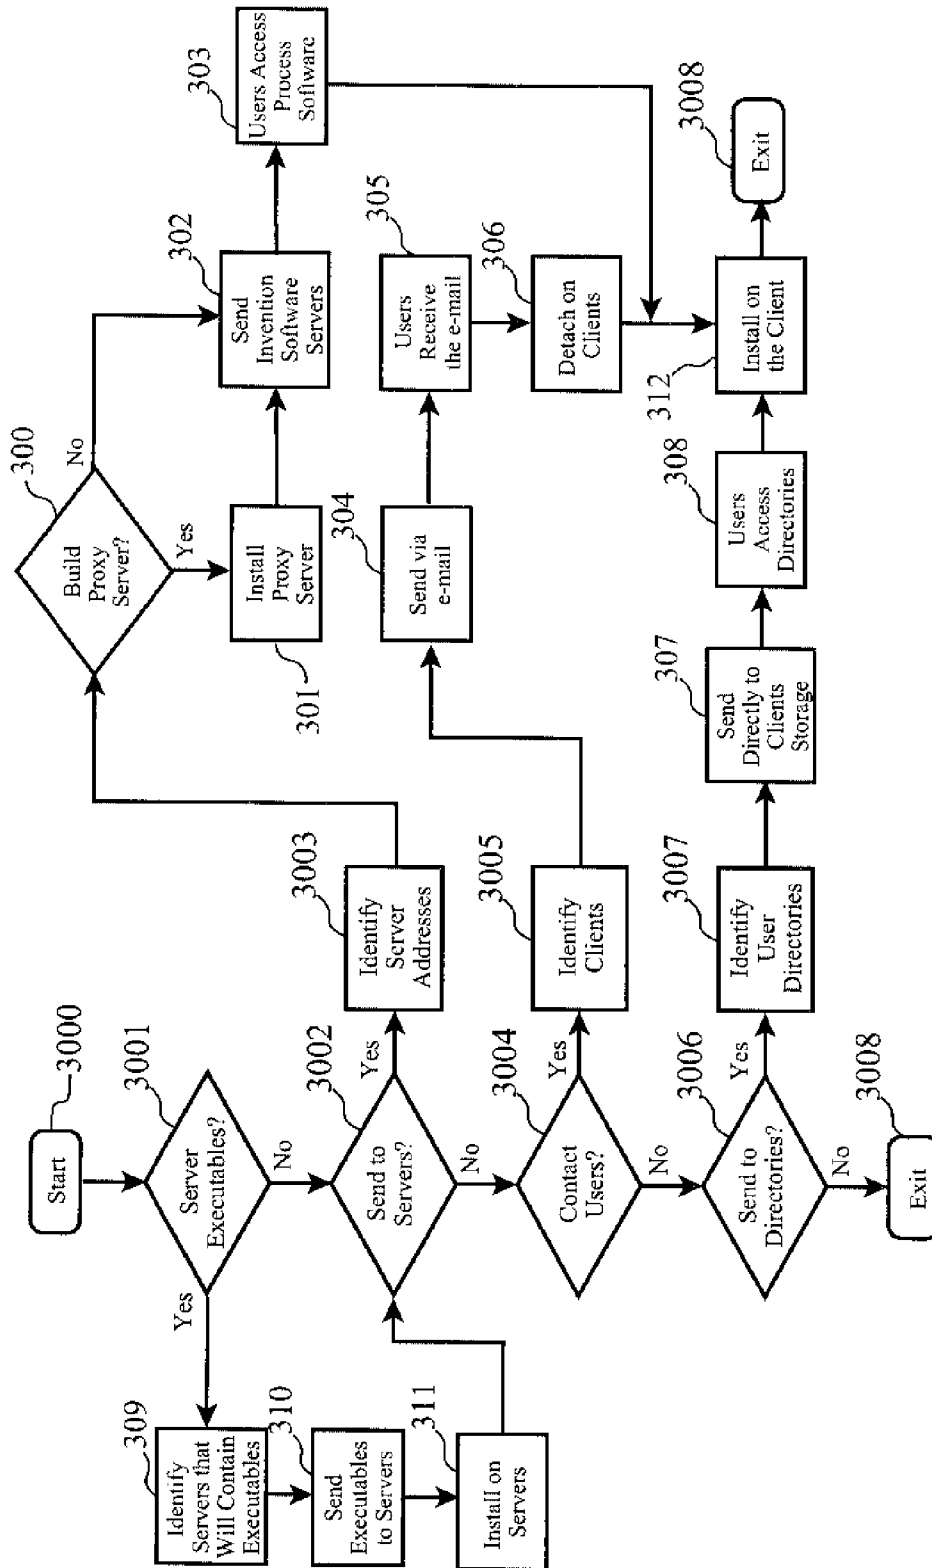 3000
Start
3001
Server
Executables?
Yes
No
309
Identify
Servers that
Will Contain
Executables
310
Send
Executables
to Servers
311
Install on
Servers
3002
Send to
Servers?
Yes
No
3003
Identify
Server
Addresses
300
Build
Proxy
Server?
No
Yes
301
Install
Proxy
Server
302
Send
Invention
Software
Servers
303
Users Access
Process
Software
3004
Contact
Users?
Yes
No
3005
Identify
Clients
304
Send via
e-mail
305
Users
Receive
the e-mail
306
Detach on
Clients
3006
Send to
Directories?
Yes
No
3007
Identify
User
Directories
307
Send
Directly to
Clients
Storage
308
Users
Access
Directories
312
Install on
the Client
3008
Exit
3008
Exit